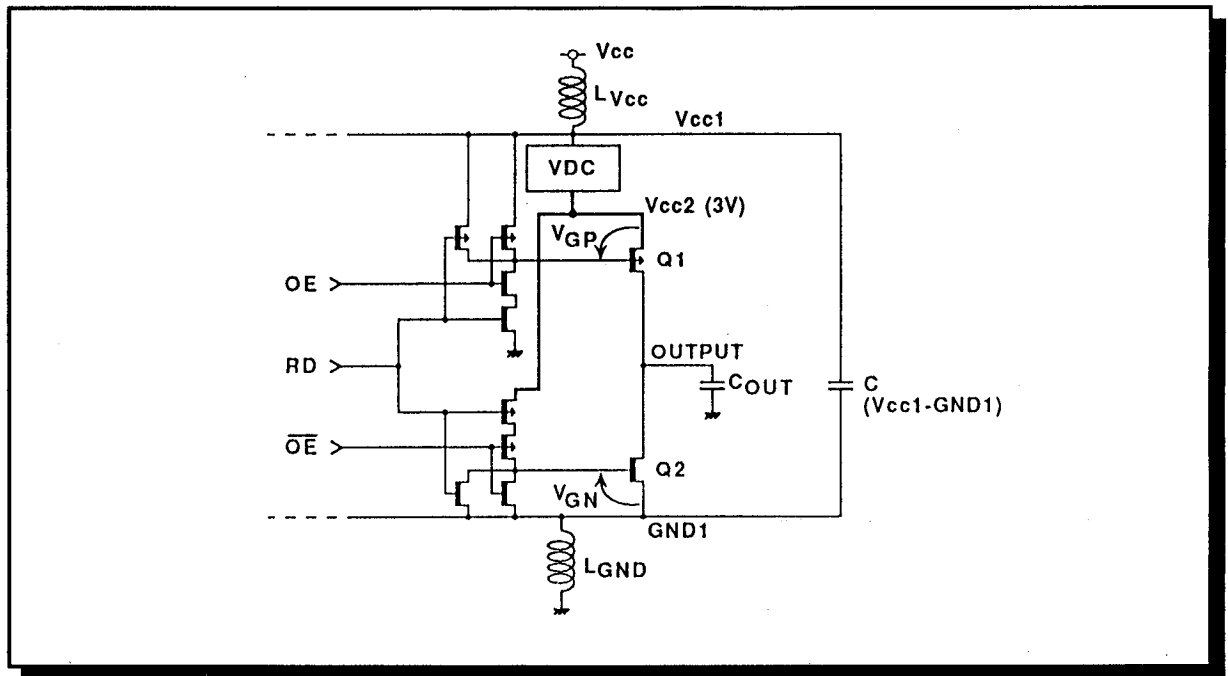 Vcc
LVcc
Vcc1
VDC
Vcc2 (3V)
VGP
Q1
OE
OUTPUT
RD
COUT
C
(Vcc1-GND1)
OE
Q2
VGN
GND1
LGND